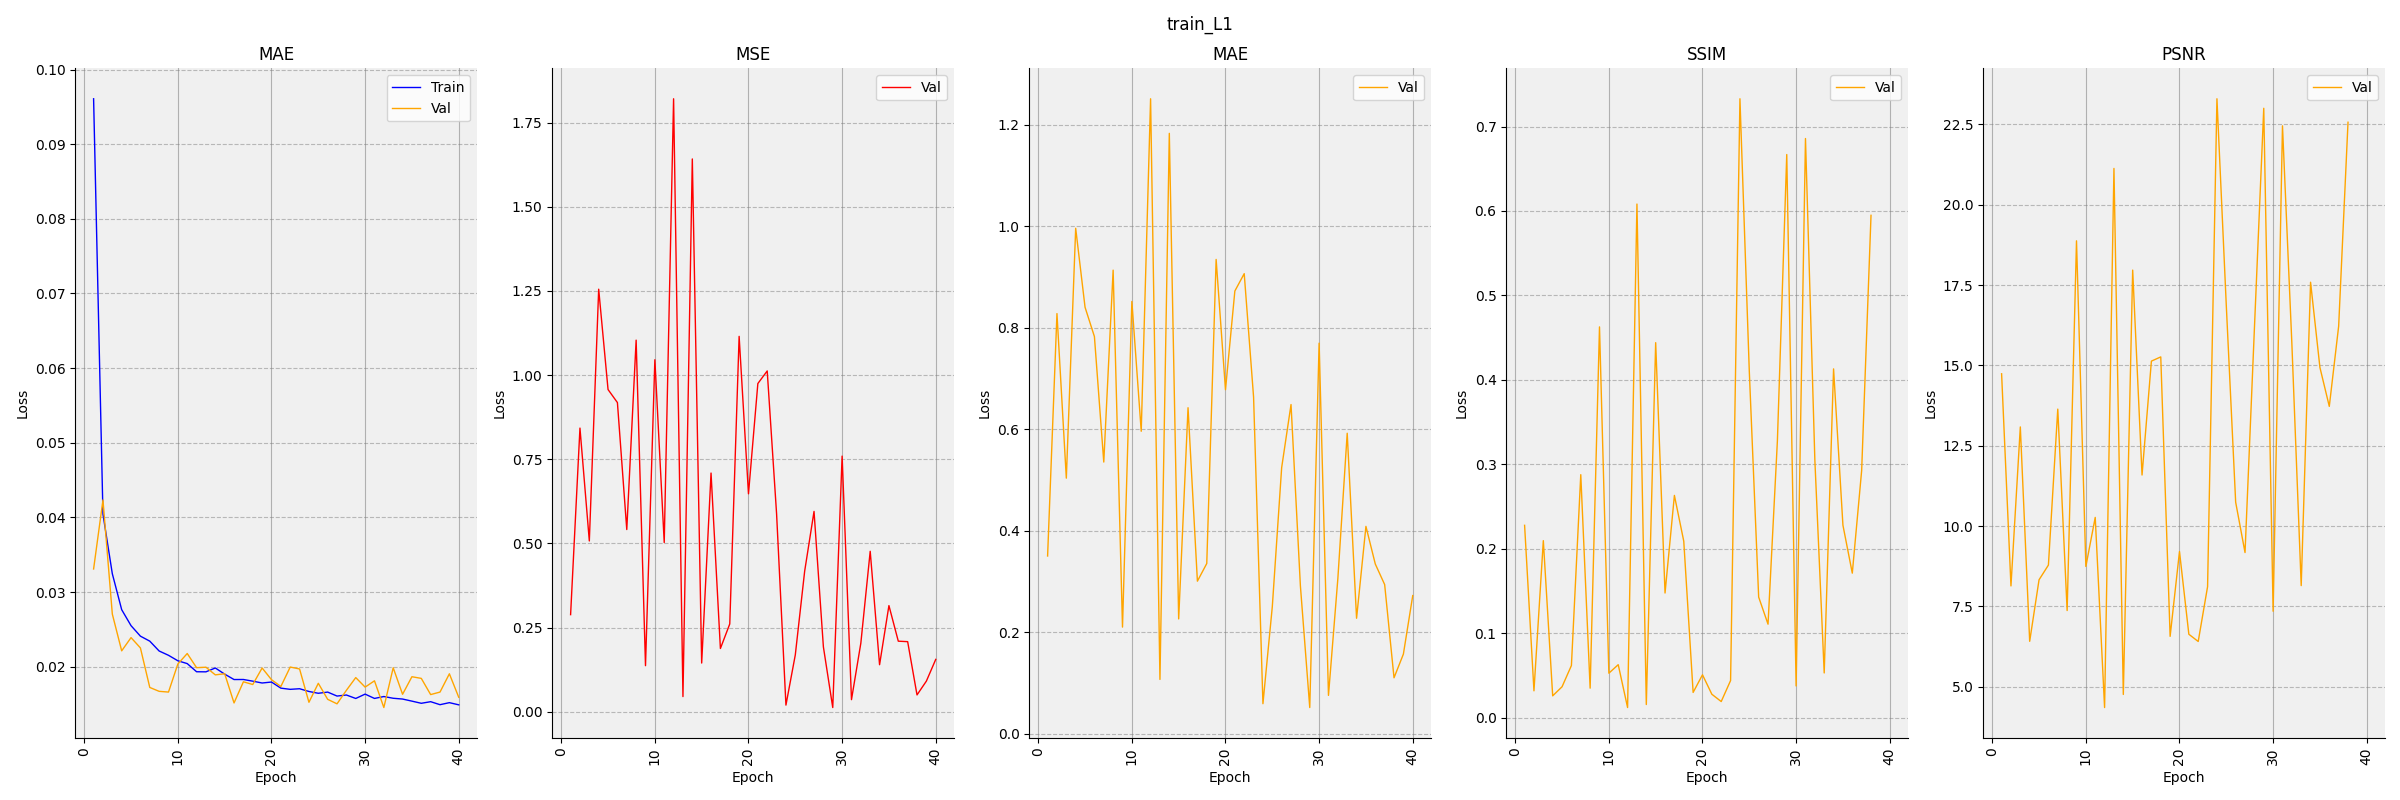 train_L1
MAE
0.10
0.09
0.08
0.07
0.06
0.05
0.04
0.03
0.02
Loss
0
10
20
30
40
Epoch
Train
Val
MSE
1.75
1.50
1.25
1.00
0.75
0.50
0.25
0.00
Loss
0
10
20
30
40
Epoch
Val
MAE
1.2
1.0
0.8
0.6
0.4
0.2
0.0
Loss
0
10
20
30
40
Epoch
Val
SSIM
0.7
0.6
0.5
0.4
0.3
0.2
0.1
0.0
Loss
0
10
20
30
40
Epoch
Val
PSNR
22.5
20.0
17.5
15.0
12.5
10.0
7.5
5.0
Loss
0
10
20
30
40
Epoch
Val